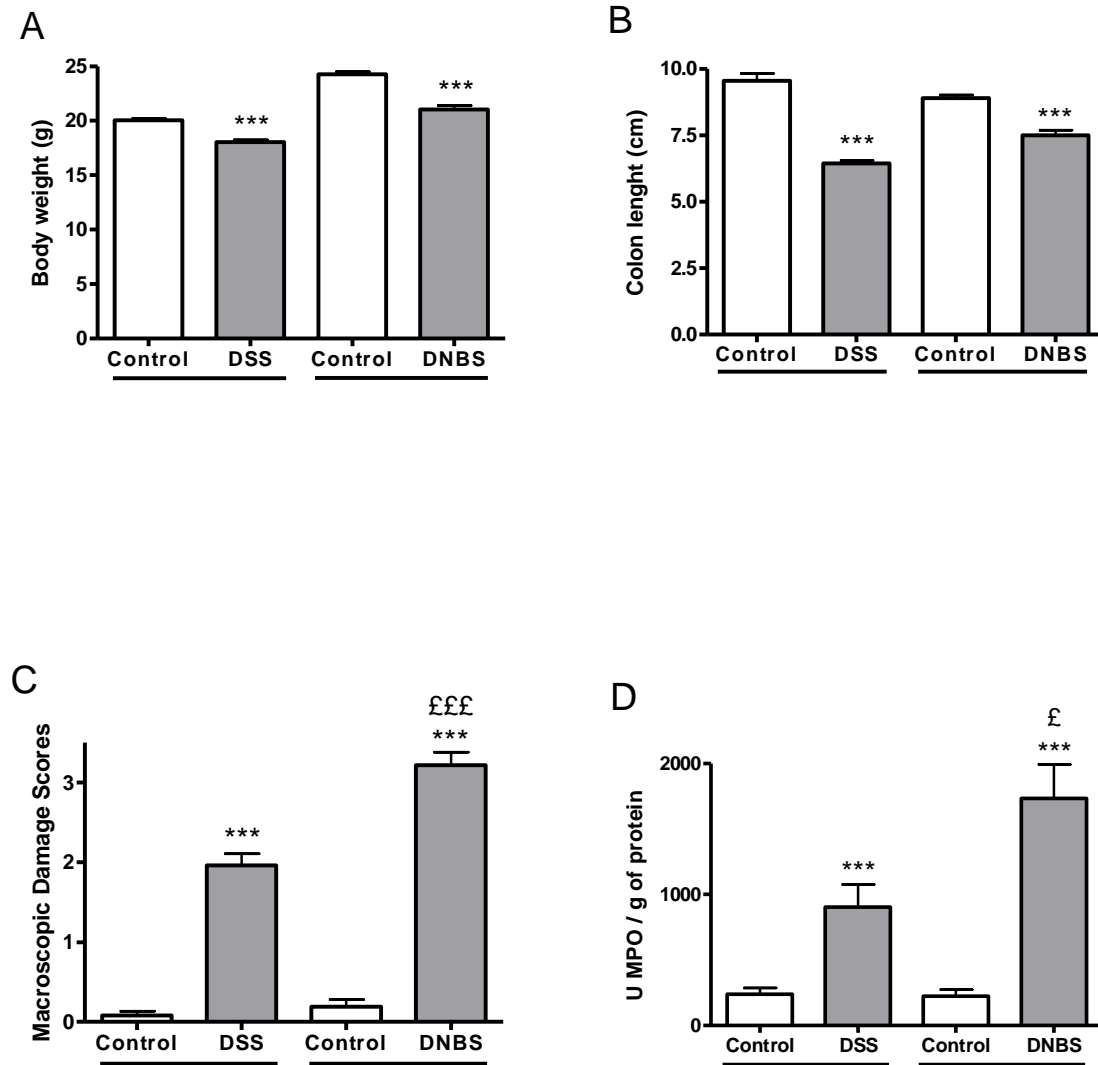 A
Body weight (g)
25
20
15
10
5
0
***
***
Control DSS Control DNBS
B
Colon lenght (cm)
10.0
7.5
5.0
2.5
0.0
***
***
Control DSS Control DNBS
C
Macroscopic Damage Scores
3
2
1
0
***
£££
***
Control DSS Control DNBS
D
U MPO / g of protein
2000
1000
0
***
£
***
Control DSS Control DNBS